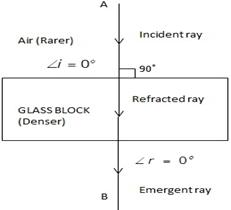 A
Air (Rarer)
Incident ray
∠i = 0°
90°
Refracted ray
GLASS BLOCK
(Denser)
∠r = 0°
Emergent ray
B